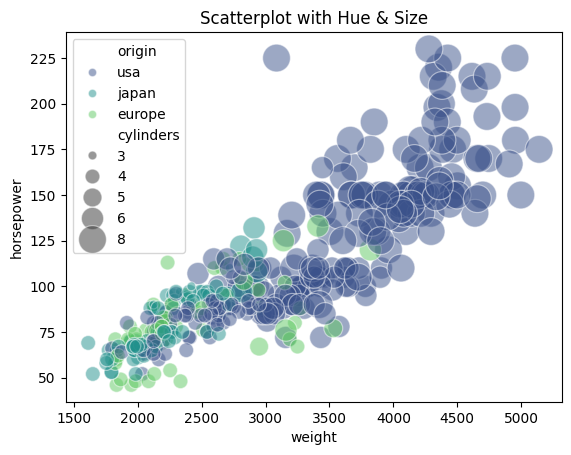 Scatterplot with Hue & Size
origin
usa
japan
europe
cylinders
3
4
5
6
8
horsepower
225
200
175
150
125
100
75
50
1500 2000 2500 3000 3500 4000 4500 5000
weight